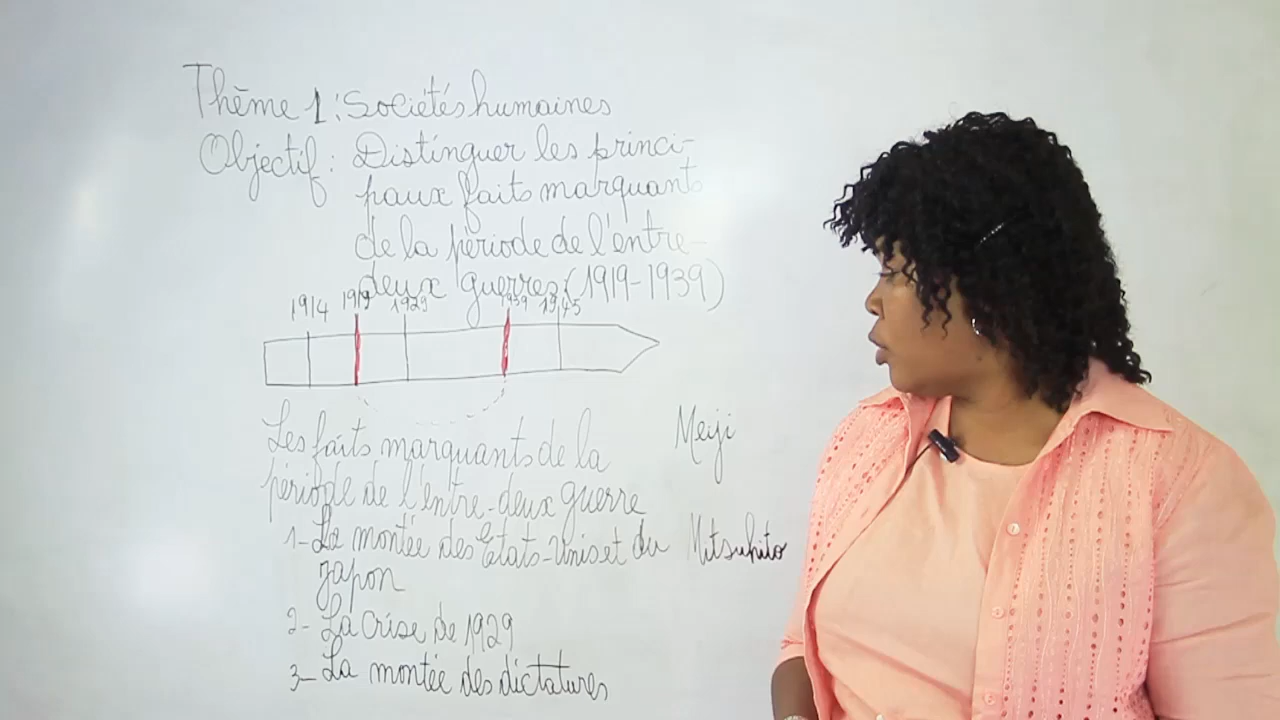 Thème 1: Sociétés humaines
Objectif: Distinguer les princi-
paux faits marquants
de la période de l'entre-
deux guerres (1919-1939)
1914 1919 1929 1939 1945
Les faits marquants de la
période de l'entre-deux guerre
Meiji
1- La montée des Etats-Unis et du
Japon
Mitsuhito
2- La crise de 1929
3- La montée des dictatures